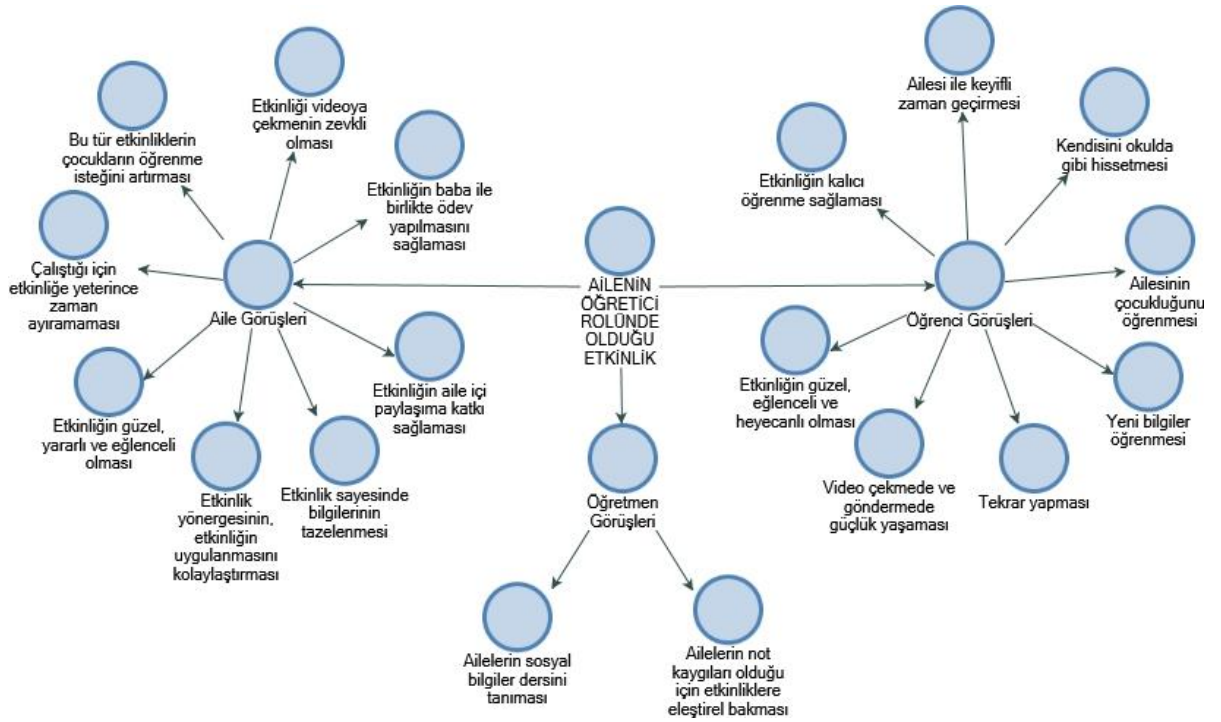 Etkinliği videoya
çekmenin zevkli
olması
Bu tür etkinliklerin
çocukların öğrenme
isteğini artırması
Etkinliğin baba ile
birlikte ödev
yapılmasını
sağlaması
Çalıştığı için
etkinliğe yeterince
zaman
ayıramaması
Aile Görüşleri
Etkinliğin güzel,
yararlı ve eğlenceli
olması
Etkinlik
yönergesinin,
etkinliğin
uygulanmasını
kolaylaştırması
Etkinlik sayesinde
bilgilerinin
tazelenmesi
Etkinliğin aile içi
paylaşıma katkı
sağlaması
AİLENİN
ÖĞRETİCİ
ROLÜNDE
OLDUĞU
ETKİNLİK
Öğretmen
Görüşleri
Ailelerin sosyal
bilgiler dersini
tanıması
Ailelerin not
kaygıları olduğu
için etkinliklere
eleştirel bakması
Ailesi ile keyifli
zaman geçirmesi
Kendisini okulda
gibi hissetmesi
Etkinliğin kalıcı
öğrenme sağlaması
Ailesinin
çocukluğunu
öğrenmesi
Öğrenci Görüşleri
Etkinliğin güzel,
eğlenceli ve
heyecanlı olması
Video çekmede ve
göndermede
güçlük yaşaması
Tekrar yapması
Yeni bilgiler
öğrenmesi